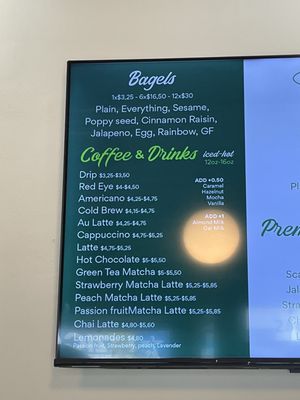 Bagels
1x$3,25 - 6x$16,50 - 12x$30
Plain, Everything, Sesame,
Poppy seed, Cinnamon Raisin,
Jalapeno, Egg, Rainbow, GF
Coffee & Drinks iced-hot
12oz-16oz
Drip $3,25-$3,50
Red Eye $4-$4,50
Americano $4,25-$4,75
Cold Brew $4,15-$4,75
Au Latte $4,25-$4,75
Cappuccino $4,75-$5,25
Latte $4,75-$5,25
Hot Chocolate $5-$5,50
Green Tea Matcha $5-$5,50
Strawberry Matcha Latte $5,25-$5,85
Peach Matcha Latte $5,25-$5,85
Passion fruitMatcha Latte $5,25-$5,85
Chai Latte $4,80-$5,60
Lemonades $4,80
Passion fruit, Strawberry, peach, Lavender
ADD +0.50
Caramel
Hazelnut
Mocha
Vanilla
ADD +1
Almond Milk
Oat Milk
Pl
Prem
Sca
Jal
Stra